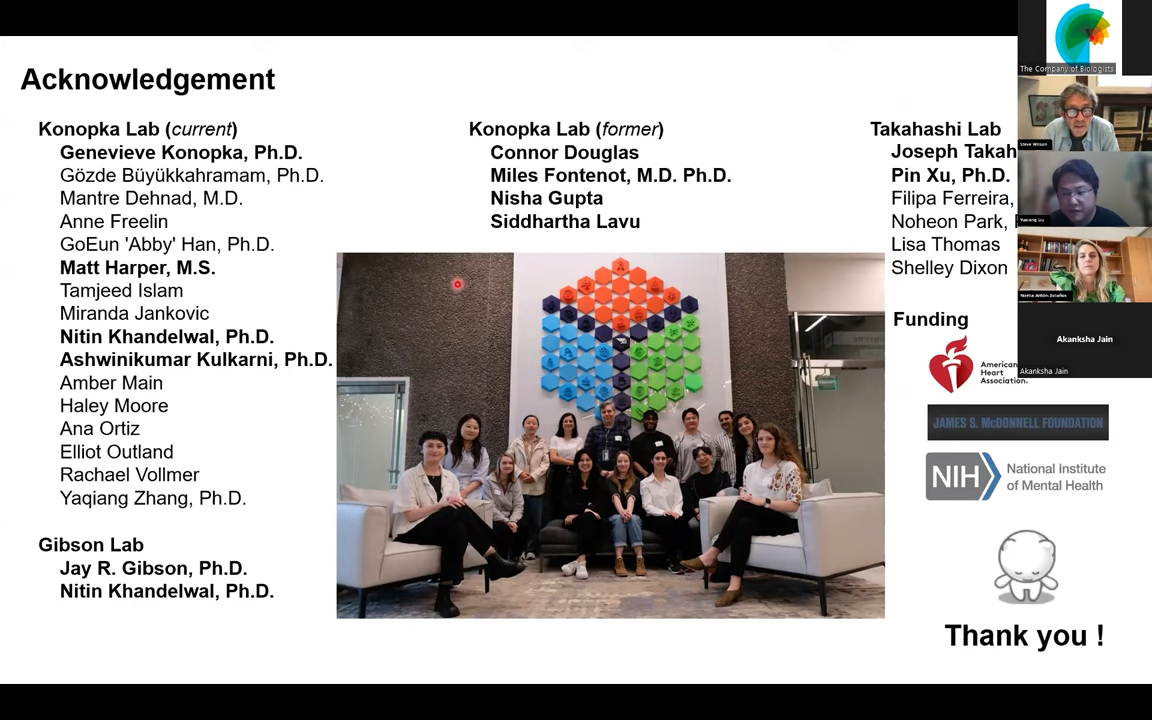 Acknowledgement
Konopka Lab (current)
Genevieve Konopka, Ph.D.
Gözde Büyükkahramam, Ph.D.
Mantre Dehnad, M.D.
Anne Freelin
GoEun 'Abby' Han, Ph.D.
Matt Harper, M.S.
Tamjeed Islam
Miranda Jankovic
Nitin Khandelwal, Ph.D.
Ashwinikumar Kulkarni, Ph.D.
Amber Main
Haley Moore
Ana Ortiz
Elliot Outland
Rachael Vollmer
Yaqiang Zhang, Ph.D.
Gibson Lab
Jay R. Gibson, Ph.D.
Nitin Khandelwal, Ph.D.
Konopka Lab (former)
Connor Douglas
Miles Fontenot, M.D. Ph.D.
Nisha Gupta
Siddhartha Lavu
Takahashi Lab
Joseph Takah
Pin Xu, Ph.D.
Filipa Ferreira,
Noheon Park,
Lisa Thomas
Shelley Dixon
Funding
American
Heart
Association.
JAMES S. McDONNELL FOUNDATION
NIH
National Institute
of Mental Health
Thank you !
The Company of Biologists
Steve Wilson
Akanksha Jain
Akanksha Jain